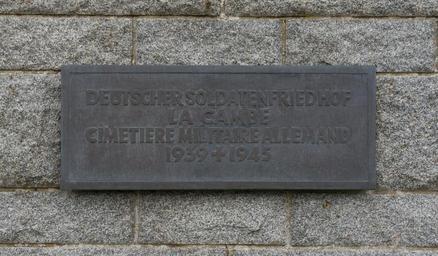 DEUTSCHER SOLDATENFRIEDHOF
LA CAMBE
CIMETIERE MILITAIRE ALLEMAND
1939 + 1945